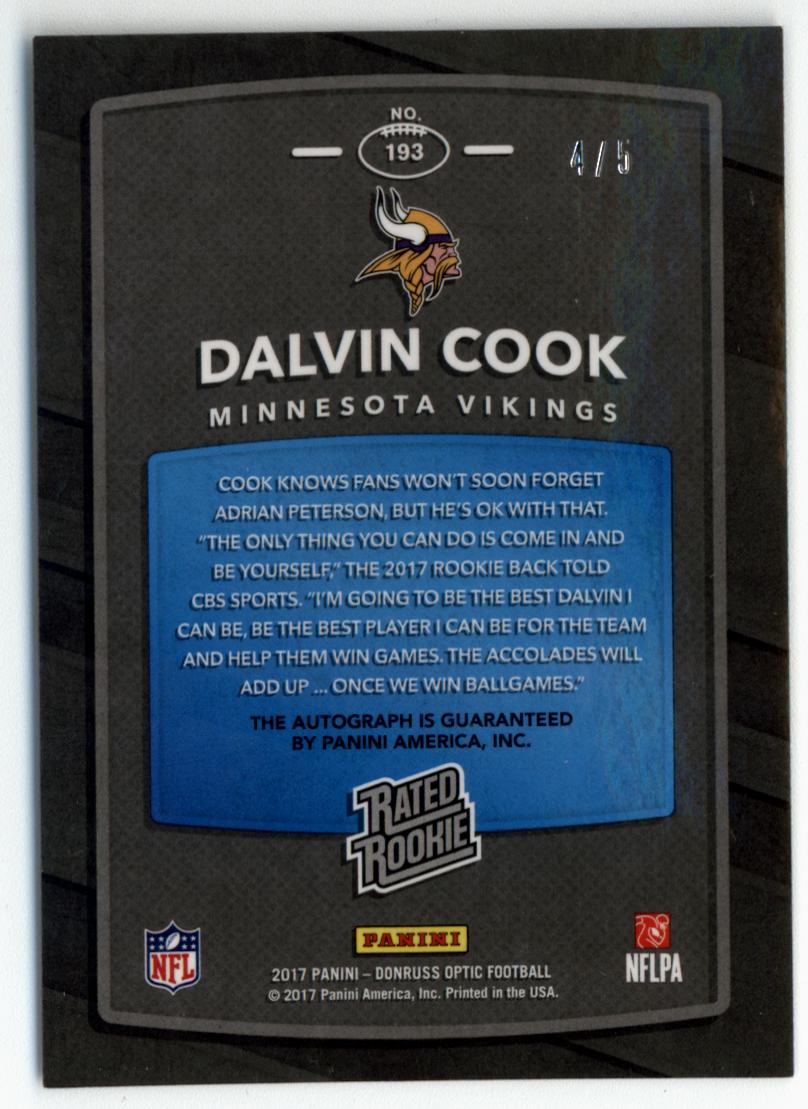 NO.
193
4/5
DALVIN COOK
MINNESOTA VIKINGS
COOK KNOWS FANS WON'T SOON FORGET
ADRIAN PETERSON, BUT HE'S OK WITH THAT.
"THE ONLY THING YOU CAN DO IS COME IN AND
BE YOURSELF," THE 2017 ROOKIE BACK TOLD
CBS SPORTS. "I'M GOING TO BE THE BEST DALVIN I
CAN BE, BE THE BEST PLAYER I CAN BE FOR THE TEAM
AND HELP THEM WIN GAMES. THE ACCOLADES WILL
ADD UP ... ONCE WE WIN BALLGAMES."
THE AUTOGRAPH IS GUARANTEED
BY PANINI AMERICA, INC.
RATED
ROOKIE
NFL
PANINI
NFLPA
2017 PANINI – DONRUSS OPTIC FOOTBALL
© 2017 Panini America, Inc. Printed in the USA.